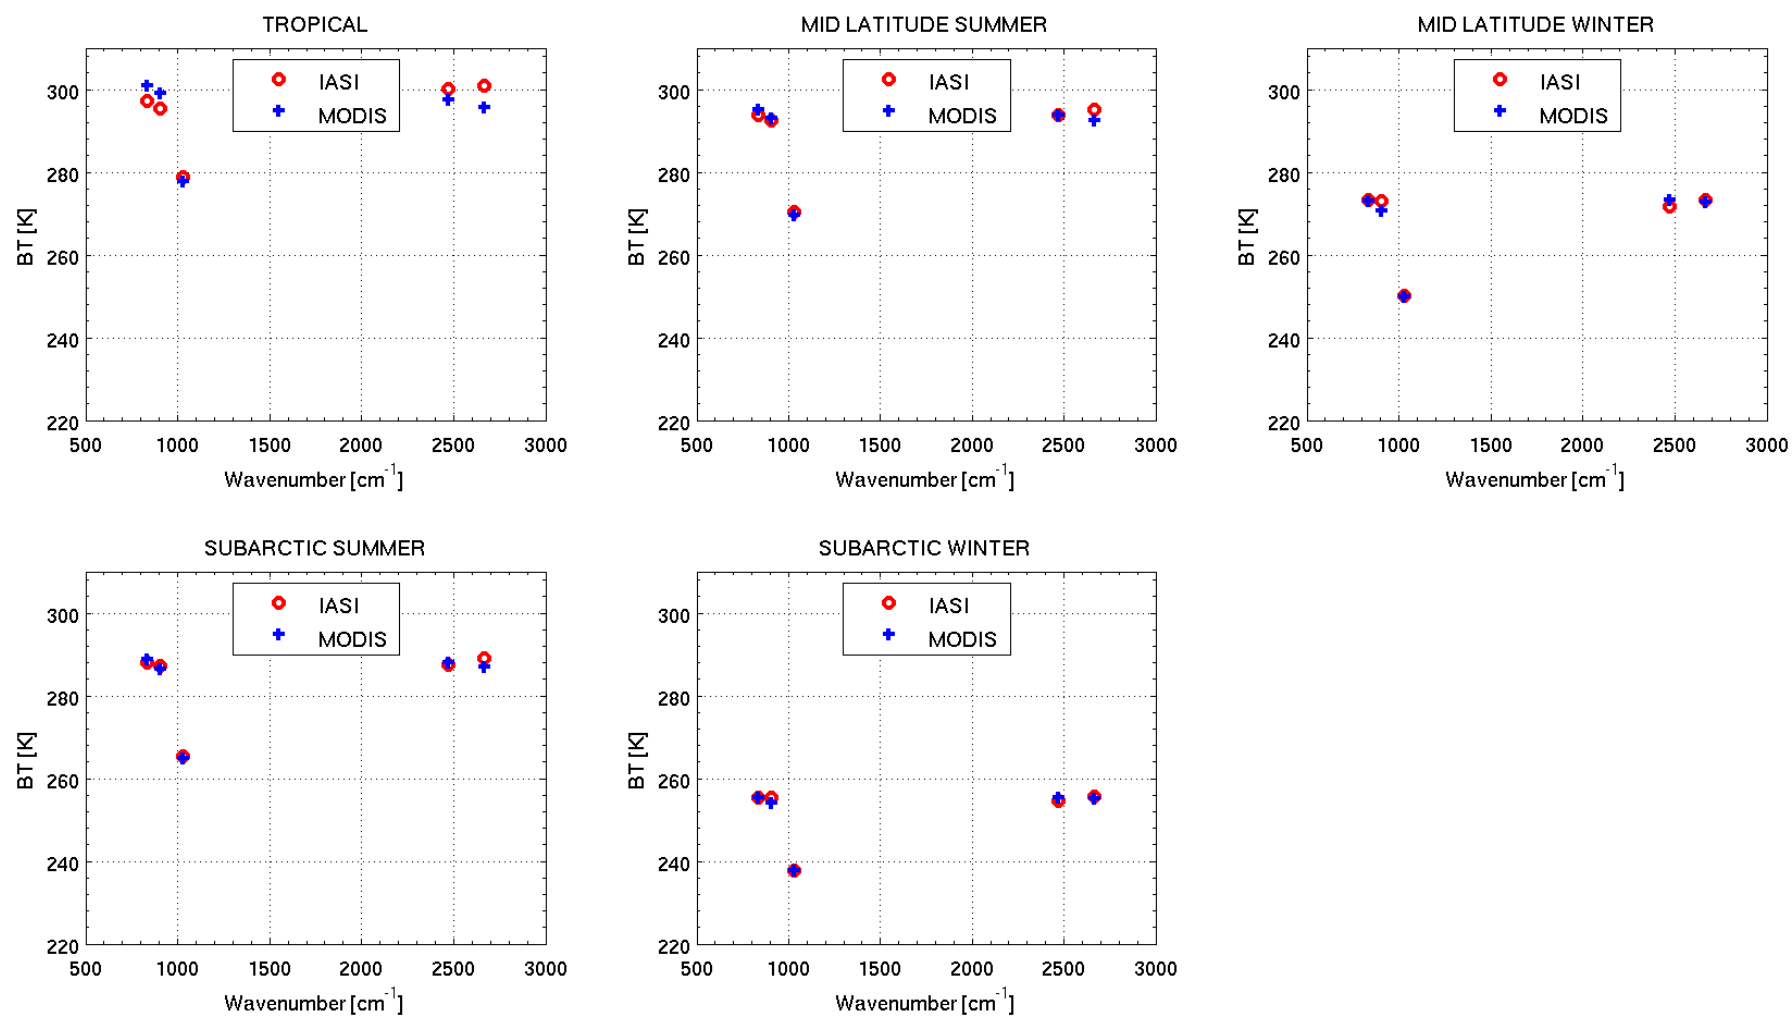 TROPICAL
IASI
MODIS
300
280
260
240
220
BT [K]
500 1000 1500 2000 2500 3000
Wavenumber [cm⁻¹]
MID LATITUDE SUMMER
IASI
MODIS
300
280
260
240
220
BT [K]
500 1000 1500 2000 2500 3000
Wavenumber [cm⁻¹]
MID LATITUDE WINTER
IASI
MODIS
300
280
260
240
220
BT [K]
500 1000 1500 2000 2500 3000
Wavenumber [cm⁻¹]
SUBARCTIC SUMMER
IASI
MODIS
300
280
260
240
220
BT [K]
500 1000 1500 2000 2500 3000
Wavenumber [cm⁻¹]
SUBARCTIC WINTER
IASI
MODIS
300
280
260
240
220
BT [K]
500 1000 1500 2000 2500 3000
Wavenumber [cm⁻¹]